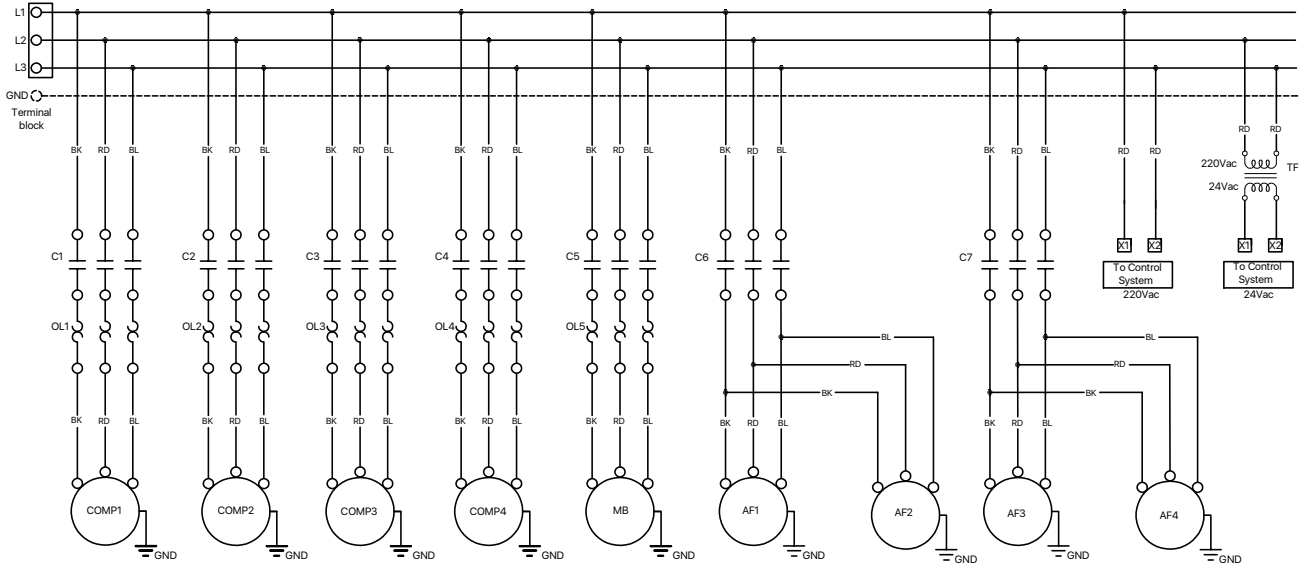 L1
L2
L3
GND
Terminal
block
BK RD BL BK RD BL BK RD BL BK RD BL BK RD BL BK RD BL BK RD BL RD RD
RD RD
220Vac
TF
24Vac
C1 C2 C3 C4 C5 C6 C7
X1 X2 X1 X2
To Control
System
220Vac
To Control
System
24Vac
OL1 OL2 OL3 OL4 OL5
BL BL
RD RD
BK BK
BK RD BL BK RD BL BK RD BL BK RD BL BK RD BL BK RD BL BK RD BL
COMP1 COMP2 COMP3 COMP4 MB AF1 AF2 AF3 AF4
GND GND GND GND GND GND GND GND GND